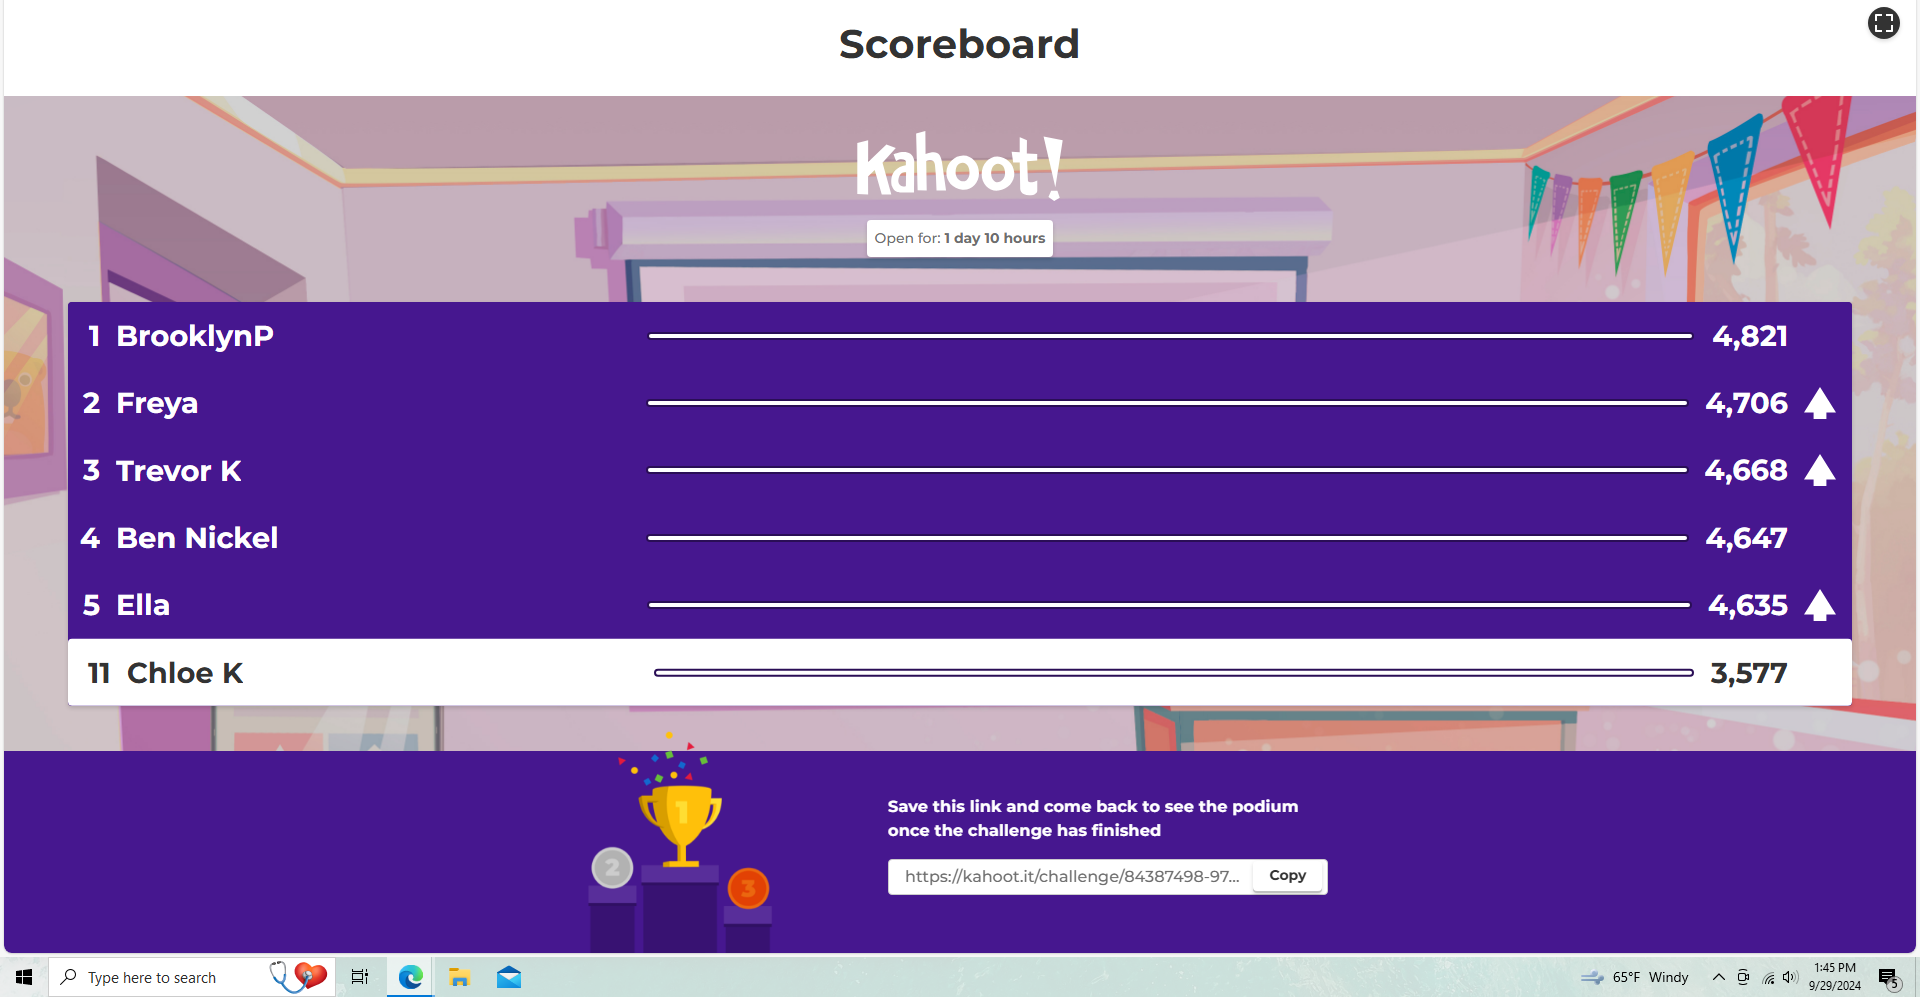 Scoreboard
Kahoot!
Open for: 1 day 10 hours
1 BrooklynP 4,821
2 Freya 4,706
3 Trevor K 4,668
4 Ben Nickel 4,647
5 Ella 4,635
11 Chloe K 3,577
1
2
3
Save this link and come back to see the podium
once the challenge has finished
https://kahoot.it/challenge/84387498-97... Copy
Type here to search
65°F Windy
1:45 PM
9/29/2024
5